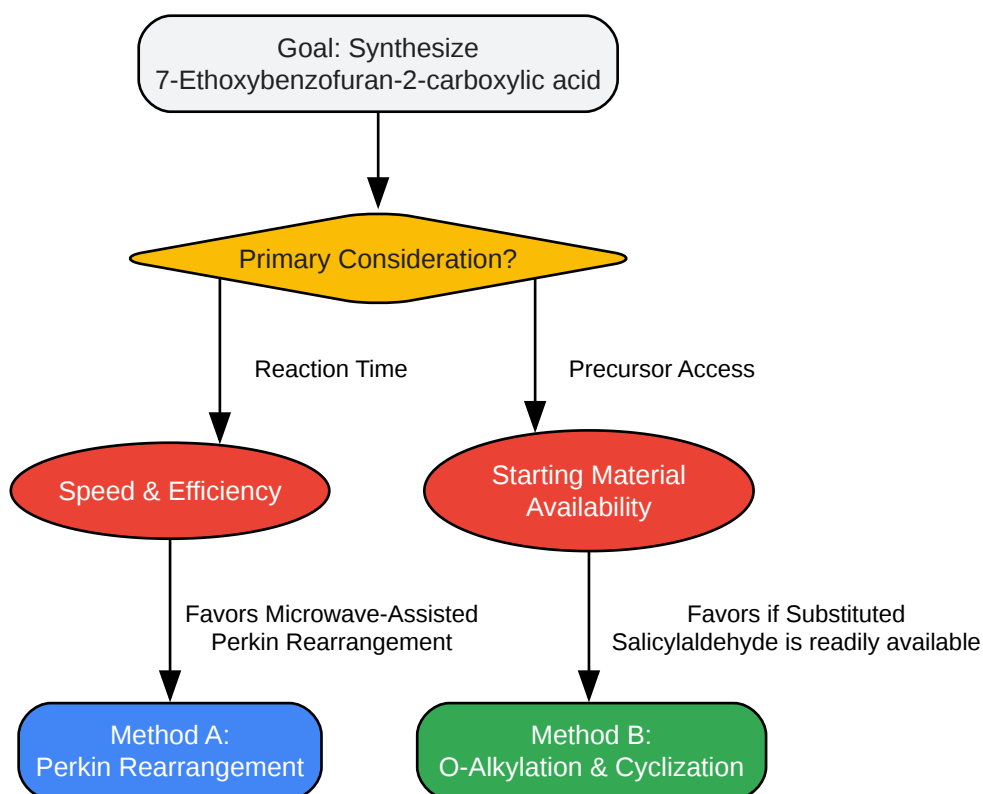 Goal: Synthesize
7-Ethoxybenzofuran-2-carboxylic acid
Primary Consideration?
Reaction Time
Precursor Access
Speed & Efficiency
Starting Material
Availability
Favors Microwave-Assisted
Perkin Rearrangement
Favors if Substituted
Salicylaldehyde is readily available
Method A:
Perkin Rearrangement
Method B:
O-Alkylation & Cyclization